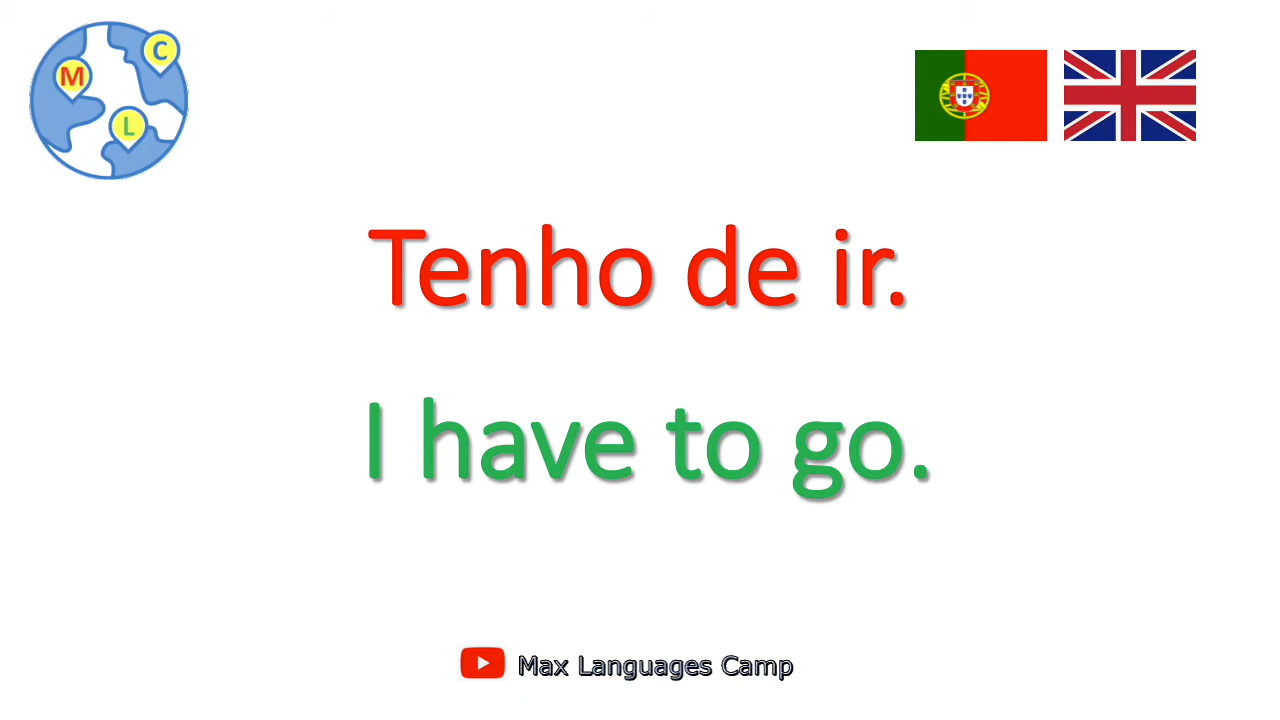 M
C
L
Tenho de ir.
I have to go.
Max Languages Camp